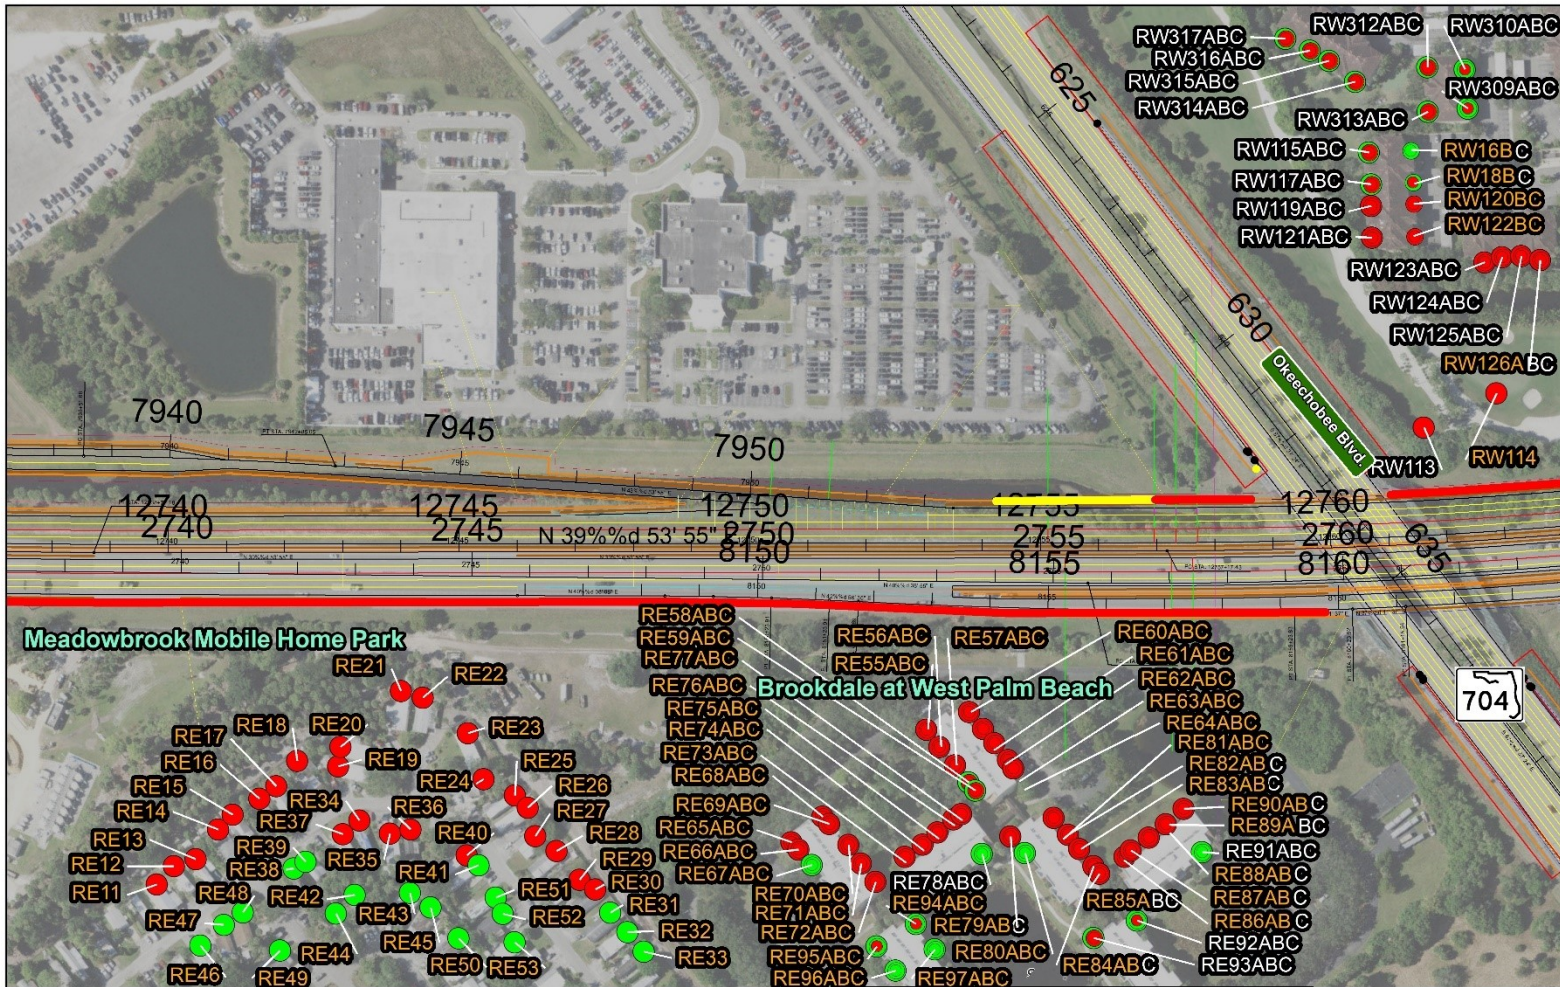 RW312ABC
RW310ABC
RW317ABC
RW316ABC
RW315ABC
RW314ABC
RW309ABC
RW313ABC
RW115ABC
RW16BC
RW117ABC
RW18BC
RW119ABC
RW120BC
RW121ABC
RW122BC
RW123ABC
RW124ABC
RW125ABC
RW126ABC
RW113
RW114
625
630
Okeechobee Blvd.
635
7940
7945
7950
12740
12745
12750
12755
12760
2740
2745
2750
2755
2760
N 39%%d 53' 55" E
8150
8155
8160
704
Meadowbrook Mobile Home Park
RE21
RE22
RE20
RE18
RE17
RE16
RE15
RE14
RE13
RE12
RE11
RE19
RE23
RE24
RE25
RE26
RE27
RE28
RE29
RE30
RE31
RE32
RE33
RE34
RE37
RE36
RE35
RE39
RE38
RE40
RE41
RE42
RE48
RE47
RE46
RE43
RE44
RE45
RE49
RE50
RE51
RE52
RE53
Brookdale at West Palm Beach
RE58ABC
RE59ABC
RE77ABC
RE76ABC
RE75ABC
RE74ABC
RE73ABC
RE68ABC
RE69ABC
RE65ABC
RE66ABC
RE67ABC
RE56ABC
RE57ABC
RE55ABC
RE60ABC
RE61ABC
RE62ABC
RE63ABC
RE64ABC
RE81ABC
RE82ABC
RE83ABC
RE90ABC
RE89ABC
RE91ABC
RE88ABC
RE87ABC
RE86ABC
RE85ABC
RE92ABC
RE93ABC
RE84ABC
RE70ABC
RE71ABC
RE72ABC
RE78ABC
RE94ABC
RE79ABC
RE80ABC
RE95ABC
RE96ABC
RE97ABC